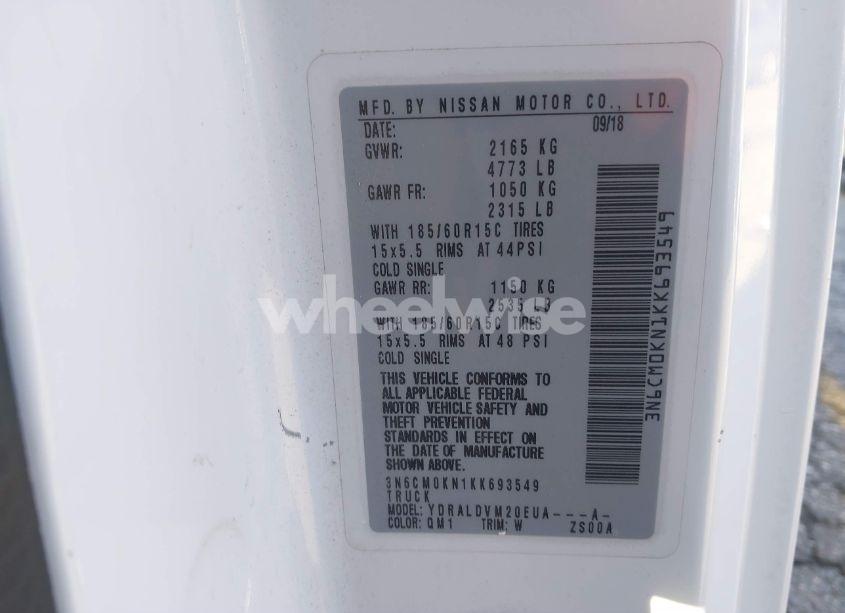 MFD. BY NISSAN MOTOR CO., LTD.
DATE: 09/18
GVWR: 2165 KG
4773 LB
GAWR FR: 1050 KG
2315 LB
WITH 185/60R15C TIRES
15x5.5 RIMS AT 44PSI
COLD SINGLE
GAWR RR: 1150 KG
2535 LB
WITH 185/60R15C TIRES
15x5.5 RIMS AT 48 PSI
COLD SINGLE
THIS VEHICLE CONFORMS TO
ALL APPLICABLE FEDERAL
MOTOR VEHICLE SAFETY AND
THEFT PREVENTION
STANDARDS IN EFFECT ON
THE DATE OF MANUFACTURE
SHOWN ABOVE.
3N6CM0KN1KK693549
TRUCK
MODEL: YDRALDVM20EUA---A-
COLOR: QM1 TRIM: W ZS00A
3N6CM0KN1KK693549
wheelwise